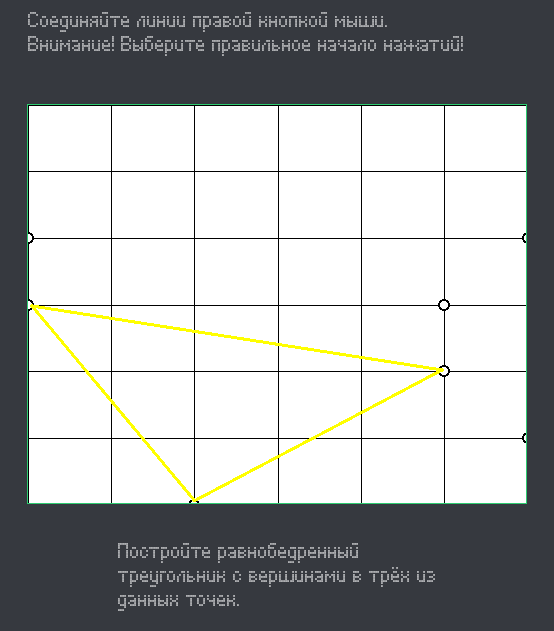 Соединяйте линии правой кнопкой мыши.
Внимание! Выберите правильное начало нажатий!
Постройте равнобедренный
треугольник с вершинами в трёх из
данных точек.